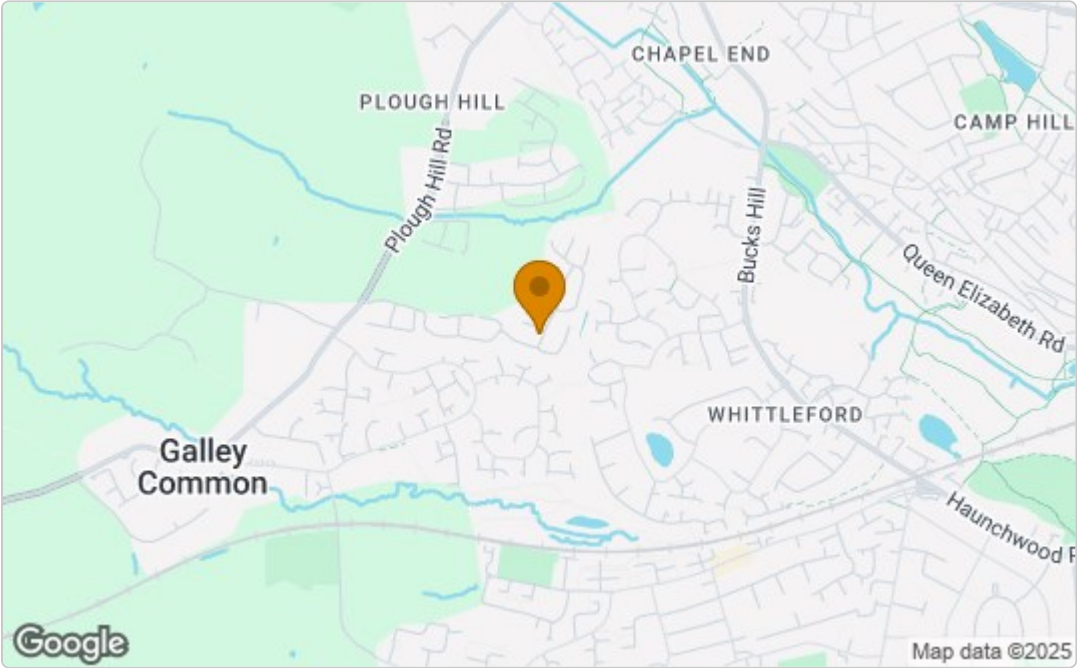 CHAPEL END
PLOUGH HILL
CAMP HILL
Plough Hill Rd
Bucks Hill
Queen Elizabeth Rd
WHITTLEFORD
Galley
Common
Haunchwood R
Google
Map data ©2025